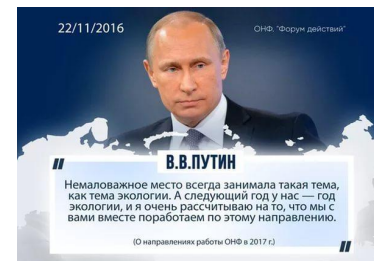 22/11/2016
ОНФ, "Форум действий"
В.В.ПУТИН
"
Немаловажное место всегда занимала такая тема,
как тема экологии. А следующий год у нас — год
экологии, и я очень рассчитываю на то, что мы с
вами вместе поработаем по этому направлению.
(О направлениях работы ОНФ в 2017 г.)
"